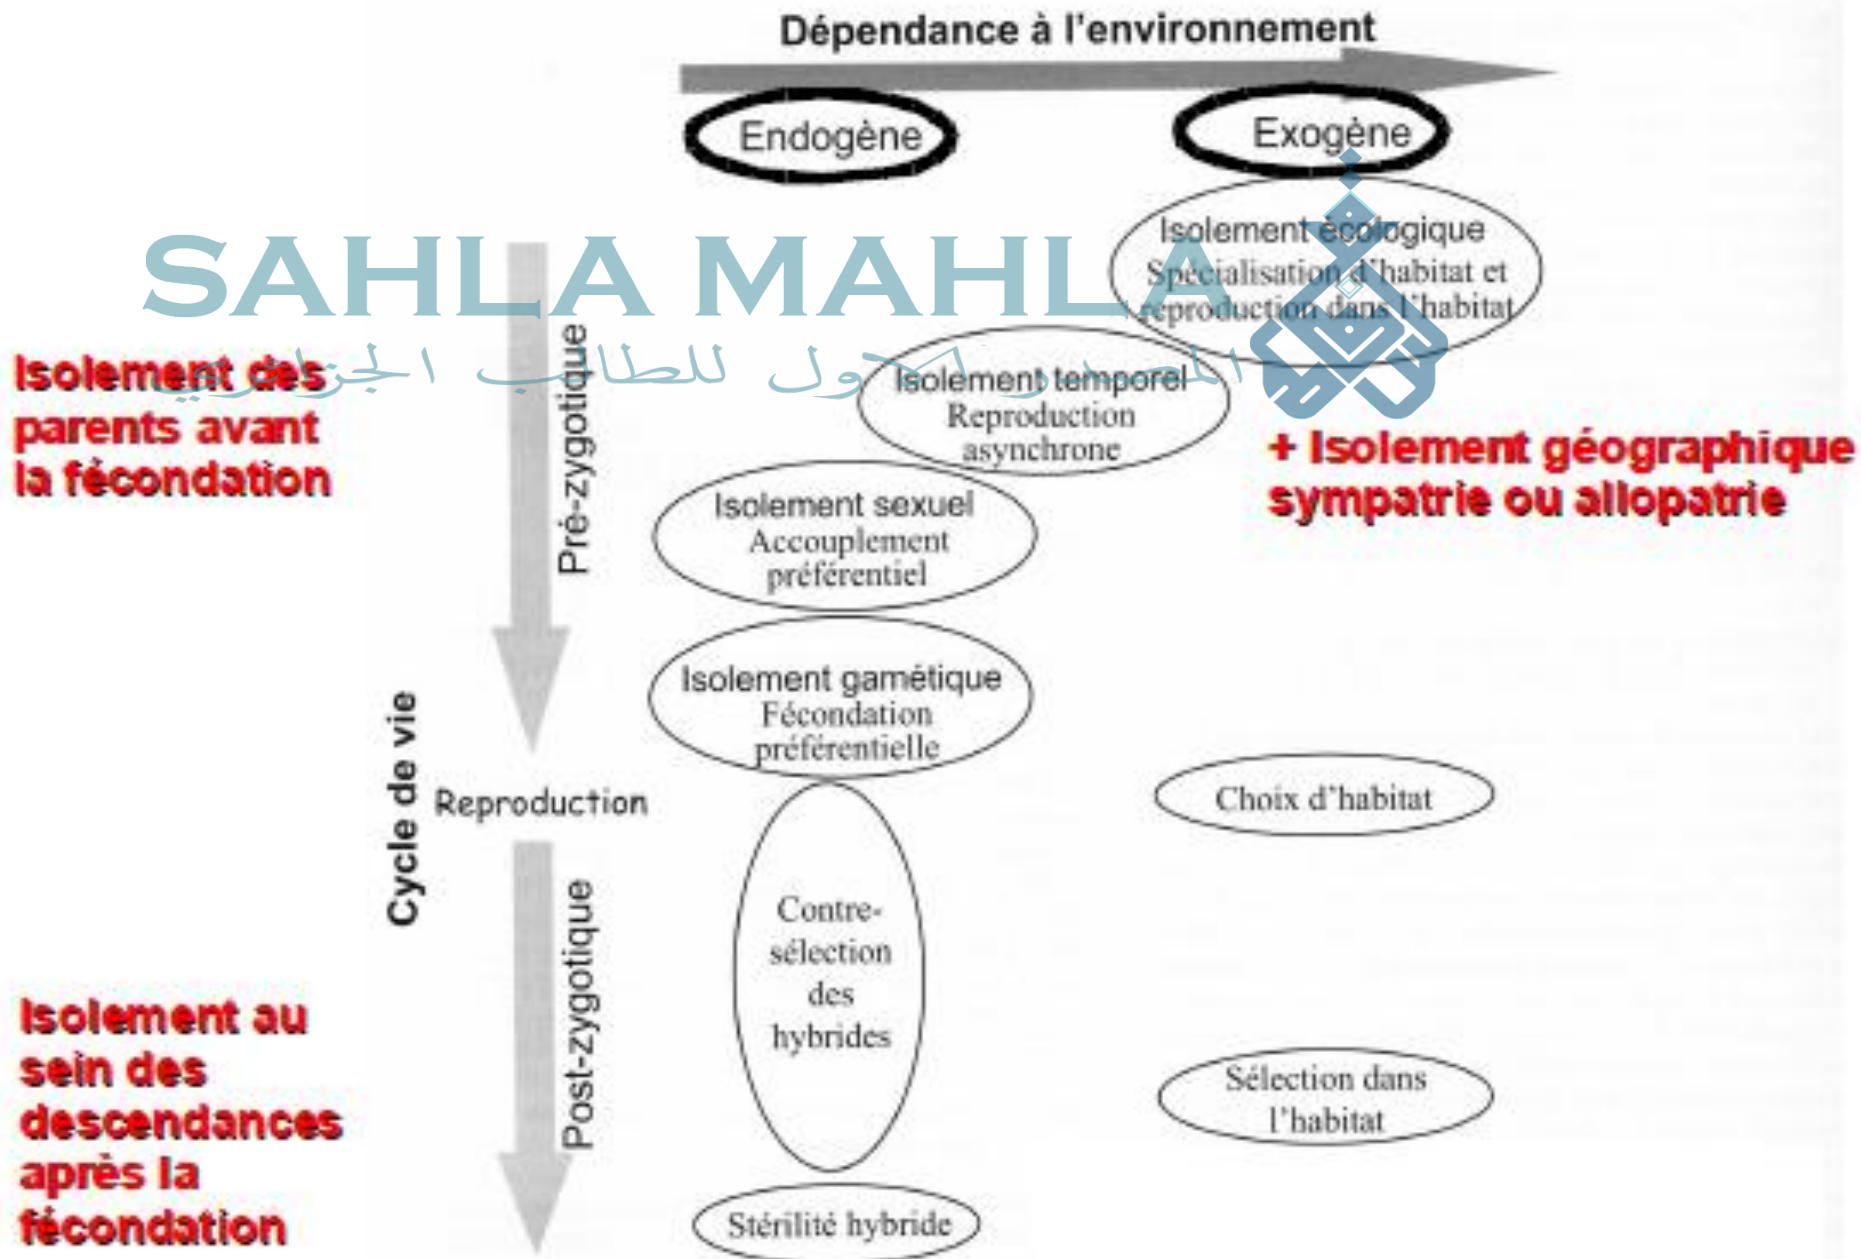 Dépendance à l'environnement
Endogène
Exogène
Isolement écologique
Spécialisation d'habitat et
reproduction dans l'habitat
SAHLA MAHLA
المصدر الاول للطالب الجزائري
Isolement des
parents avant
la fécondation
Pré-zygotique
Isolement temporel
Reproduction
asynchrone
+ Isolement géographique
sympatrie ou allopatrie
Isolement sexuel
Accouplement
préférentiel
Isolement gamétique
Fécondation
préférentielle
Cycle de vie
Reproduction
Choix d'habitat
Contre-
sélection
des
hybrides
Post-zygotique
Isolement au
sein des
descendances
après la
fécondation
Sélection dans
l'habitat
Stérilité hybride